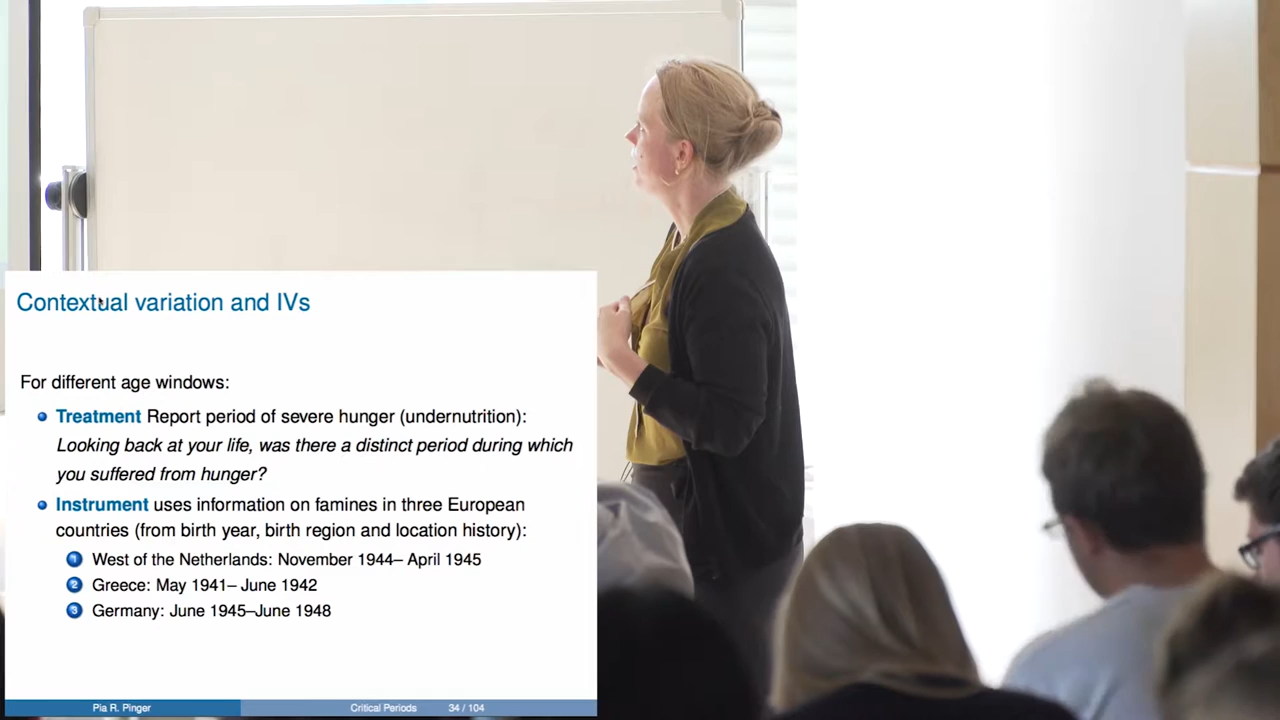 Contextual variation and IVs
For different age windows:
Treatment Report period of severe hunger (undernutrition):
Looking back at your life, was there a distinct period during which
you suffered from hunger?
Instrument uses information on famines in three European
countries (from birth year, birth region and location history):
1 West of the Netherlands: November 1944– April 1945
2 Greece: May 1941– June 1942
3 Germany: June 1945–June 1948
Pia R. Pinger Critical Periods 34 / 104